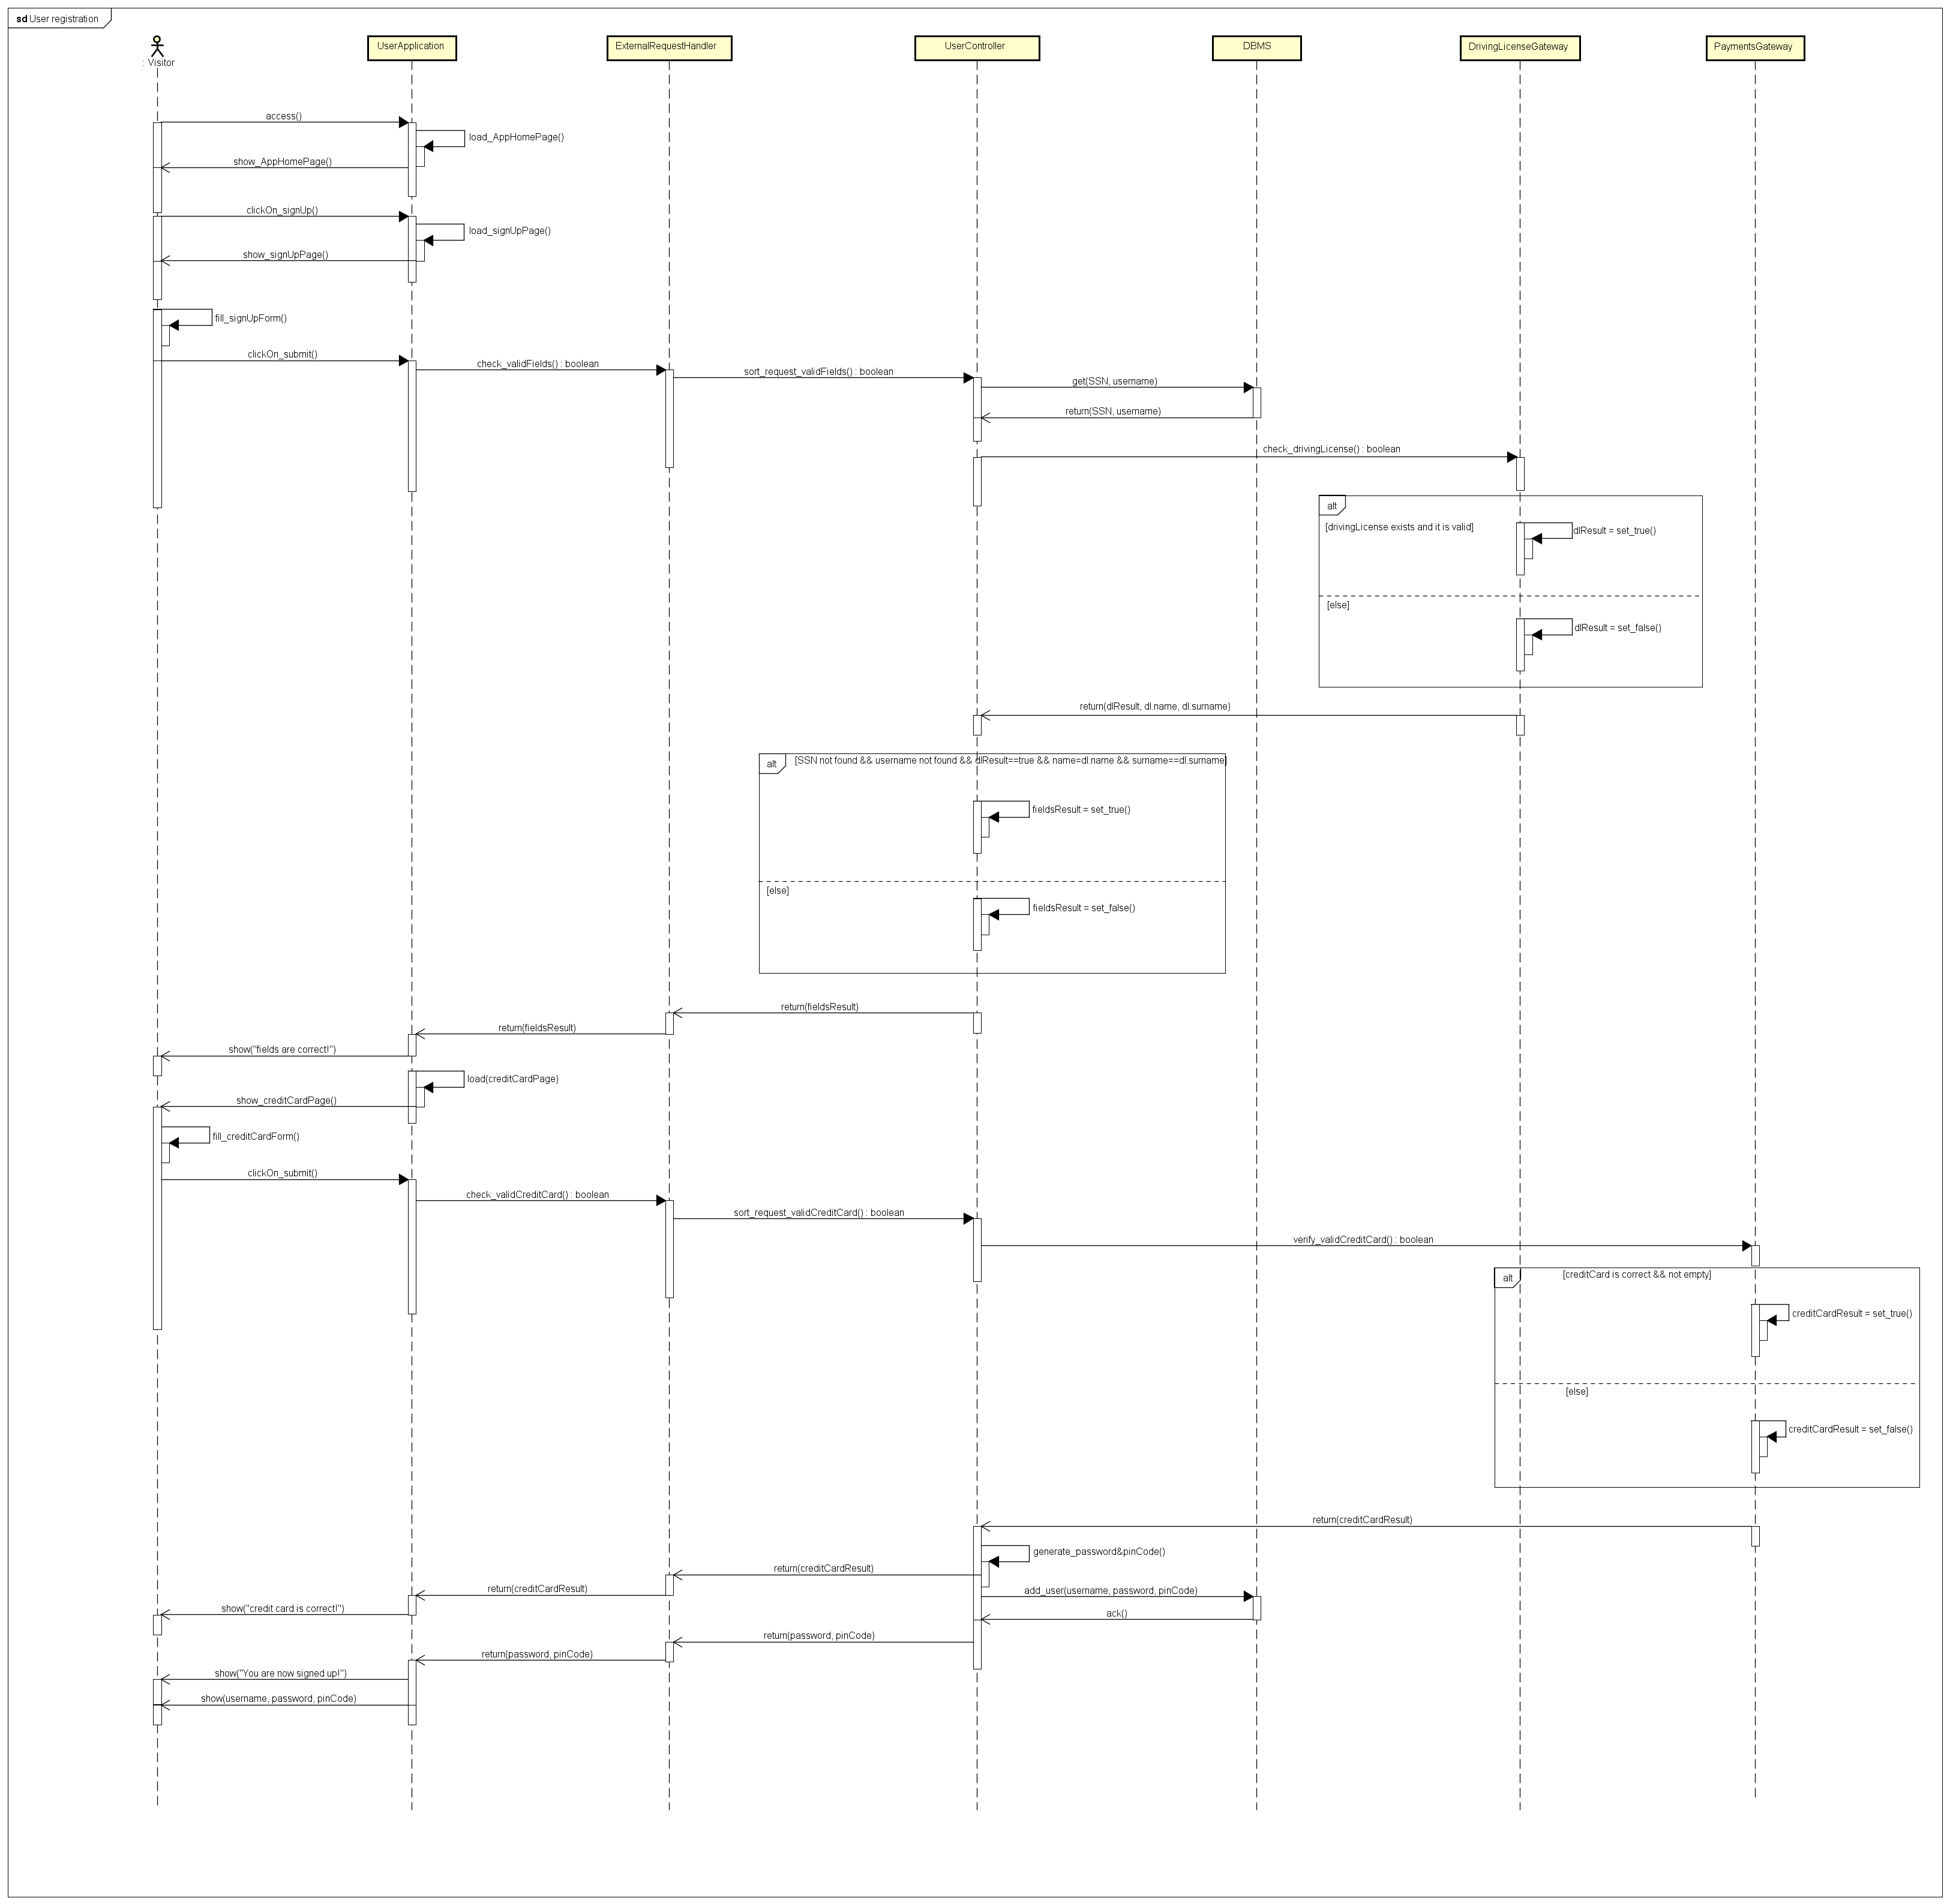 sd User registration
: Visitor
UserApplication
ExternalRequestHandler
UserController
DBMS
DrivingLicenseGateway
PaymentsGateway
access()
load_AppHomePage()
show_AppHomePage()
clickOn_signUp()
load_signUpPage()
show_signUpPage()
fill_signUpForm()
clickOn_submit()
check_validFields() : boolean
sort_request_validFields() : boolean
get(SSN, username)
return(SSN, username)
check_drivingLicense() : boolean
alt
[drivingLicense exists and it is valid]
dlResult = set_true()
[else]
dlResult = set_false()
return(dlResult, dl.name, dl.surname)
alt
[SSN not found && username not found && dlResult==true && name=dl.name && surname==dl.surname]
fieldsResult = set_true()
[else]
fieldsResult = set_false()
return(fieldsResult)
return(fieldsResult)
show("fields are correct!")
load(creditCardPage)
show_creditCardPage()
fill_creditCardForm()
clickOn_submit()
check_validCreditCard() : boolean
sort_request_validCreditCard() : boolean
verify_validCreditCard() : boolean
alt
[creditCard is correct && not empty]
creditCardResult = set_true()
[else]
creditCardResult = set_false()
return(creditCardResult)
generate_password&pinCode()
return(creditCardResult)
return(creditCardResult)
add_user(username, password, pinCode)
show("credit card is correct!")
ack()
return(password, pinCode)
return(password, pinCode)
show("You are now signed up!")
show(username, password, pinCode)